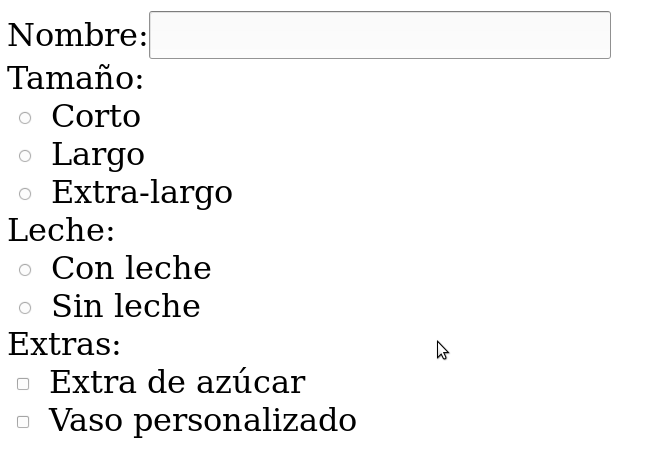 Nombre:
Tamaño:
Corto
Largo
Extra-largo
Leche:
Con leche
Sin leche
Extras:
Extra de azúcar
Vaso personalizado